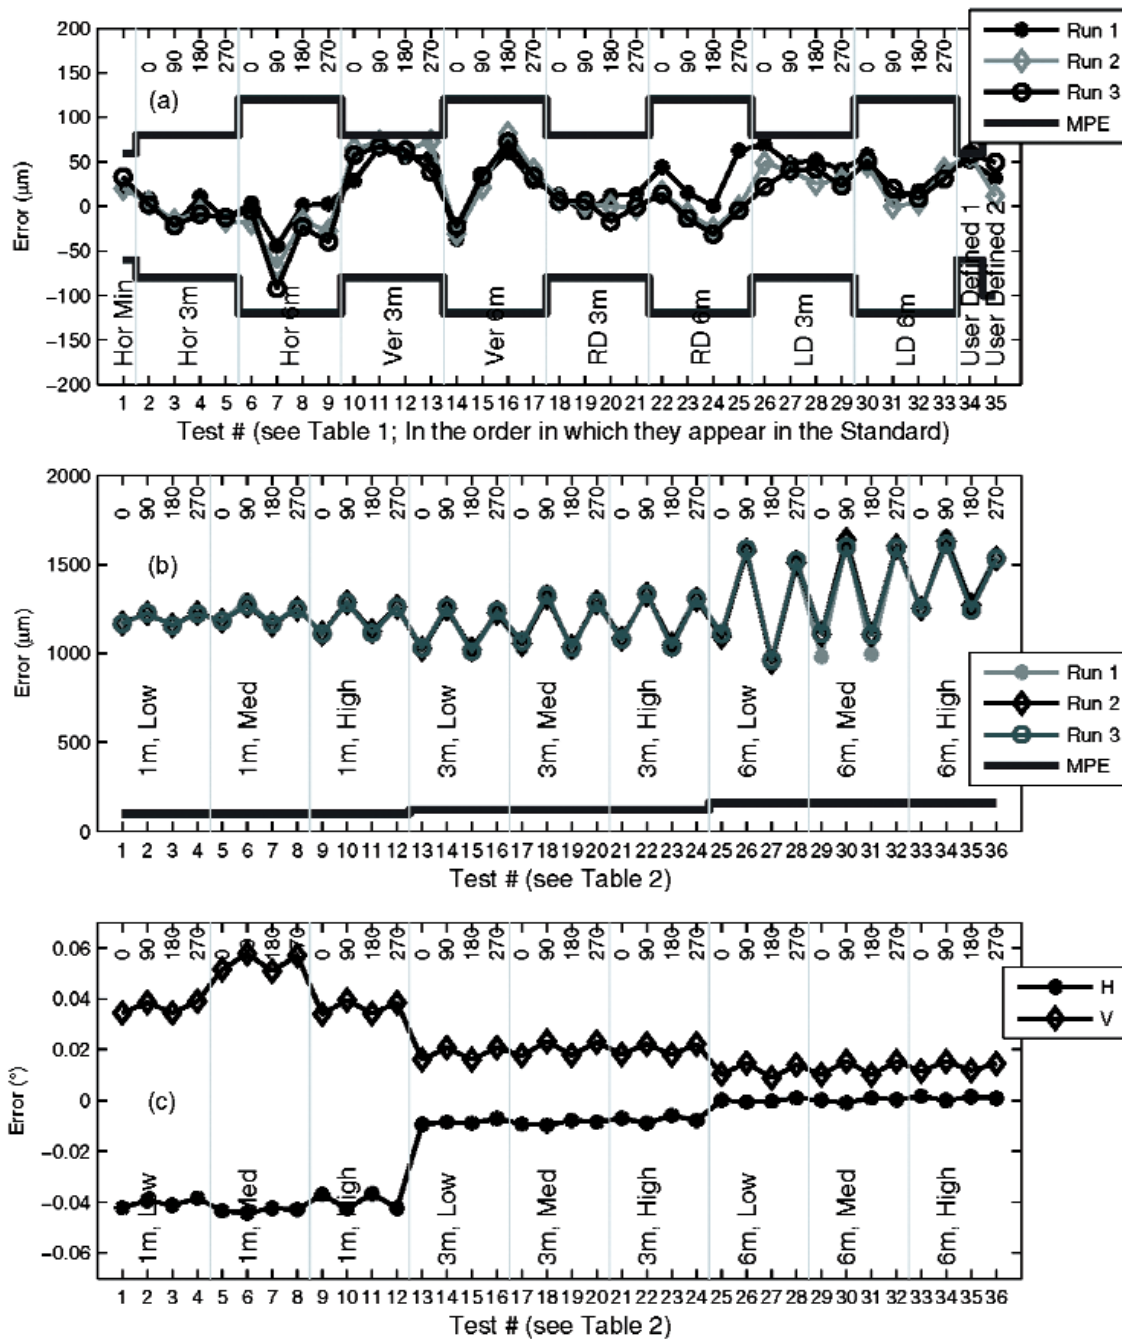 200
150
100
50
0
−50
−100
−150
−200
Error (µm)
0 90 180 270 0 90 180 270 0 90 180 270 0 90 180 270 0 90 180 270 0 90 180 270 0 90 180 270 0 90 180 270
(a)
Run 1
Run 2
Run 3
MPE
Hor Min
Hor 3m
Hor 6m
Ver 3m
Ver 6m
RD 3m
RD 6m
LD 3m
LD 6m
User Defined 1
User Defined 2
1 2 3 4 5 6 7 8 9 10 11 12 13 14 15 16 17 18 19 20 21 22 23 24 25 26 27 28 29 30 31 32 33 34 35
Test # (see Table 1; In the order in which they appear in the Standard)
2000
1500
1000
500
0
Error (µm)
0 90 180 270 0 90 180 270 0 90 180 270 0 90 180 270 0 90 180 270 0 90 180 270 0 90 180 270 0 90 180 270 0 90 180 270
(b)
Run 1
Run 2
Run 3
MPE
1m, Low
1m, Med
1m, High
3m, Low
3m, Med
3m, High
6m, Low
6m, Med
6m, High
1 2 3 4 5 6 7 8 9 10 11 12 13 14 15 16 17 18 19 20 21 22 23 24 25 26 27 28 29 30 31 32 33 34 35 36
Test # (see Table 2)
0.06
0.04
0.02
0
−0.02
−0.04
−0.06
Error (°)
0 90 180 270 0 90 180 270 0 90 180 270 0 90 180 270 0 90 180 270 0 90 180 270 0 90 180 270 0 90 180 270 0 90 180 270
(c)
H
V
1m, Low
1m, Med
1m, High
3m, Low
3m, Med
3m, High
6m, Low
6m, Med
6m, High
1 2 3 4 5 6 7 8 9 10 11 12 13 14 15 16 17 18 19 20 21 22 23 24 25 26 27 28 29 30 31 32 33 34 35 36
Test # (see Table 2)